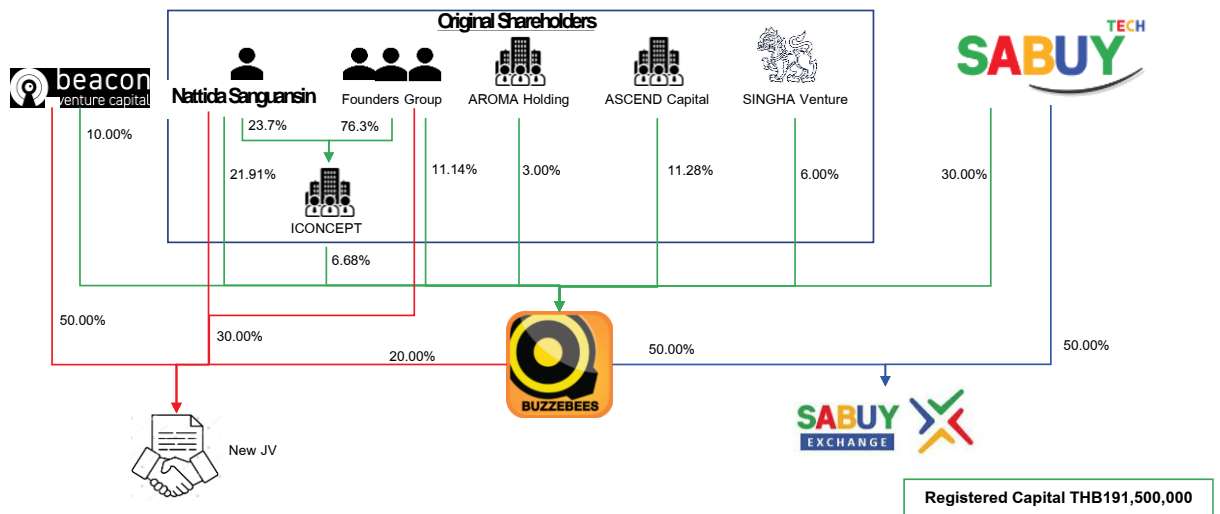 Original Shareholders
TECH
SABUY
beacon
venture capital
Nattida Sanguansin
Founders Group
AROMA Holding
ASCEND Capital
SINGHA Venture
10.00%
23.7%
76.3%
21.91%
11.14%
3.00%
11.28%
6.00%
30.00%
ICONCEPT
6.68%
50.00%
30.00%
20.00%
50.00%
50.00%
BUZZEBEES
SABUY
EXCHANGE
New JV
Registered Capital THB191,500,000